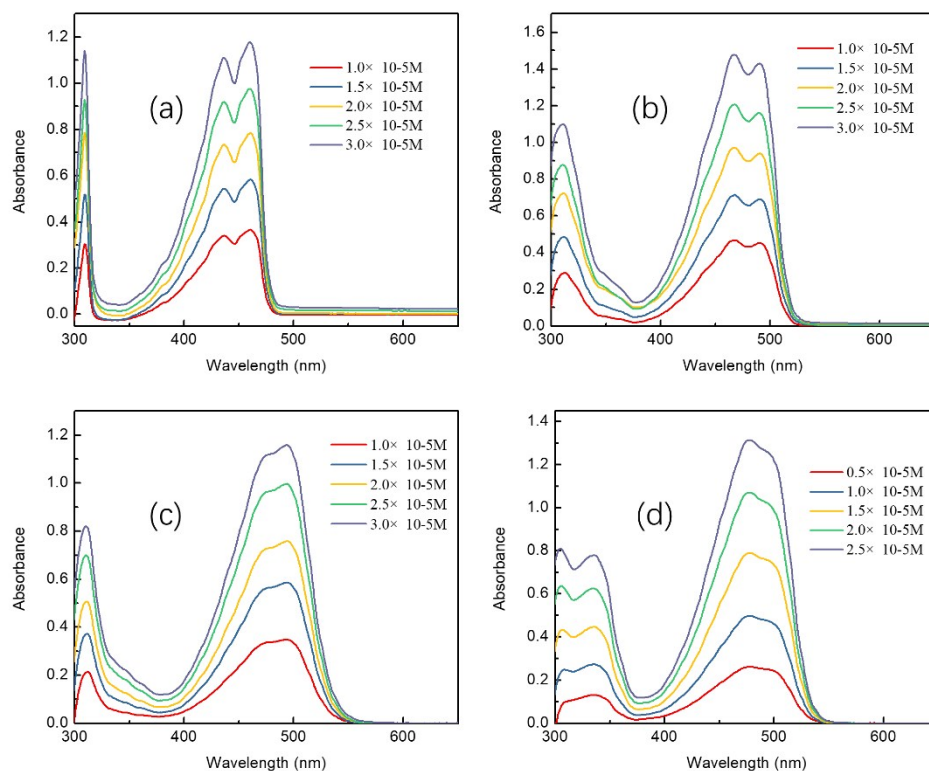 (a)
1.0× 10-5M
1.5× 10-5M
2.0× 10-5M
2.5× 10-5M
3.0× 10-5M
Absorbance
1.2
1.0
0.8
0.6
0.4
0.2
0.0
300 400 500 600
Wavelength (nm)
(b)
1.0× 10-5M
1.5× 10-5M
2.0× 10-5M
2.5× 10-5M
3.0× 10-5M
Absorbance
1.6
1.4
1.2
1.0
0.8
0.6
0.4
0.2
0.0
300 400 500 600
Wavelength (nm)
(c)
1.0× 10-5M
1.5× 10-5M
2.0× 10-5M
2.5× 10-5M
3.0× 10-5M
Absorbance
1.2
1.0
0.8
0.6
0.4
0.2
0.0
300 400 500 600
Wavelength (nm)
(d)
0.5× 10-5M
1.0× 10-5M
1.5× 10-5M
2.0× 10-5M
2.5× 10-5M
Absorbance
1.4
1.2
1.0
0.8
0.6
0.4
0.2
0.0
300 400 500 600
Wavelength (nm)